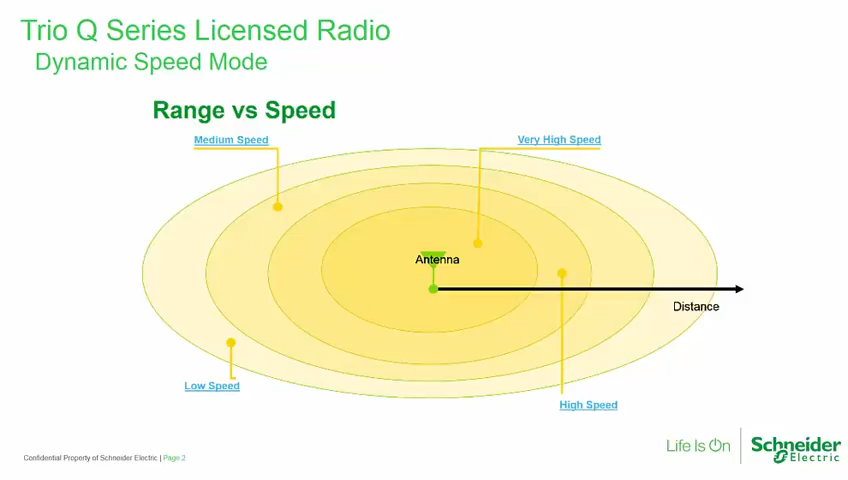 Trio Q Series Licensed Radio
Dynamic Speed Mode
Range vs Speed
Medium Speed
Very High Speed
Antenna
Distance
Low Speed
High Speed
Confidential Property of Schneider Electric | Page 2
Life Is On
Schneider
Electric